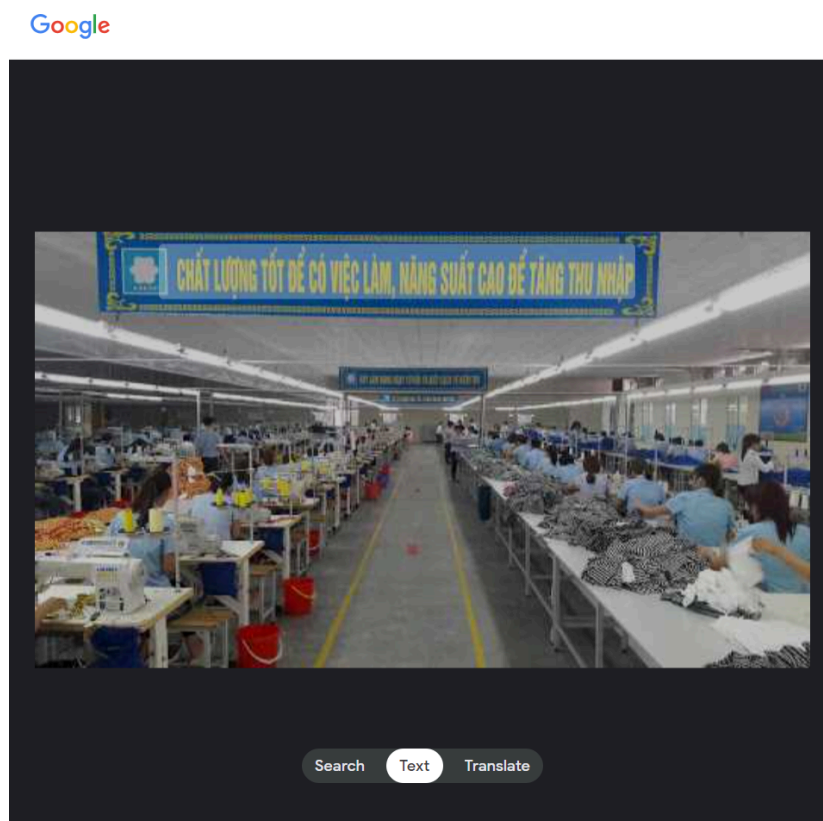 Google
CHẤT LƯỢNG TỐT ĐỂ CÓ VIỆC LÀM, NĂNG SUẤT CAO ĐỂ TĂNG THU NHẬP
Search
Text
Translate